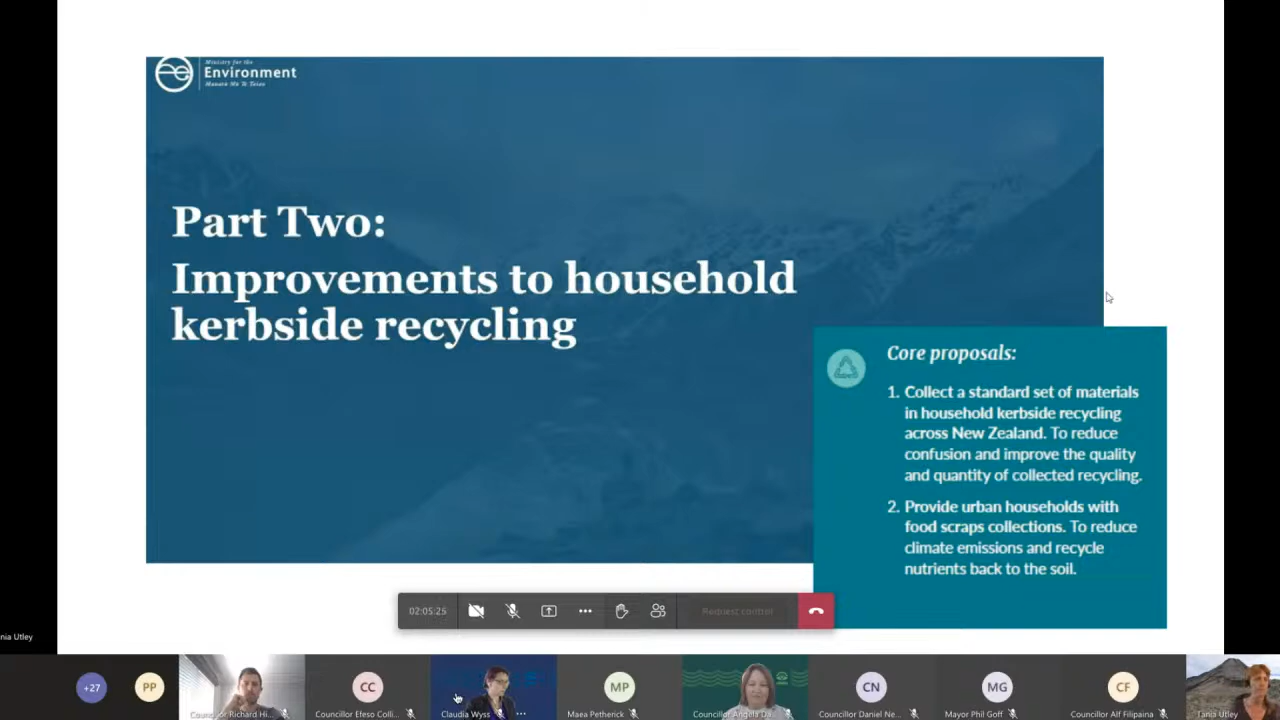 Ministry for the
Environment
Manatū Mō Te Taiao
Part Two:
Improvements to household
kerbside recycling
Core proposals:
1. Collect a standard set of materials
in household kerbside recycling
across New Zealand. To reduce
confusion and improve the quality
and quantity of collected recycling.
2. Provide urban households with
food scraps collections. To reduce
climate emissions and recycle
nutrients back to the soil.
02:05:25
Request control
nia Utley
+27
PP
CC
MP
CN
MG
CF
Councillor Richard Hi...
Councillor Efeso Colli...
Claudia Wyss
Maea Petherick
Councillor Angela Da...
Councillor Daniel Ne...
Mayor Phil Goff
Councillor Alf Filipaina
Tania Utley